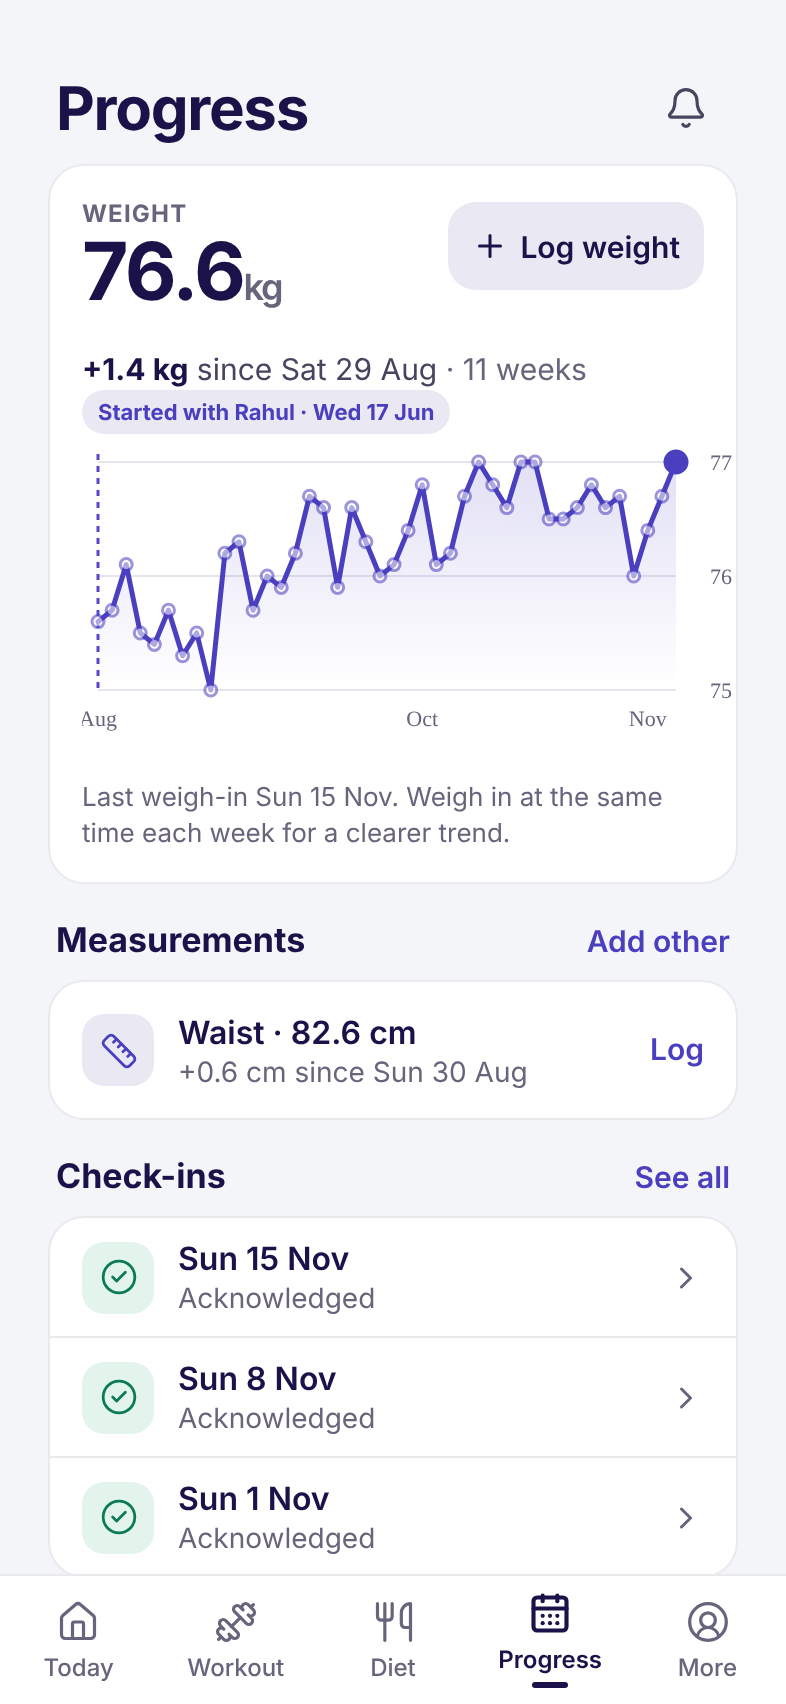 Progress
WEIGHT
76.6kg
Log weight
+1.4 kg since Sat 29 Aug · 11 weeks
Started with Rahul · Wed 17 Jun
77
76
75
Aug Oct Nov
Last weigh-in Sun 15 Nov. Weigh in at the same
time each week for a clearer trend.
Measurements
Add other
Waist · 82.6 cm
+0.6 cm since Sun 30 Aug
Log
Check-ins
See all
Sun 15 Nov
Acknowledged
Sun 8 Nov
Acknowledged
Sun 1 Nov
Acknowledged
Today Workout Diet Progress More